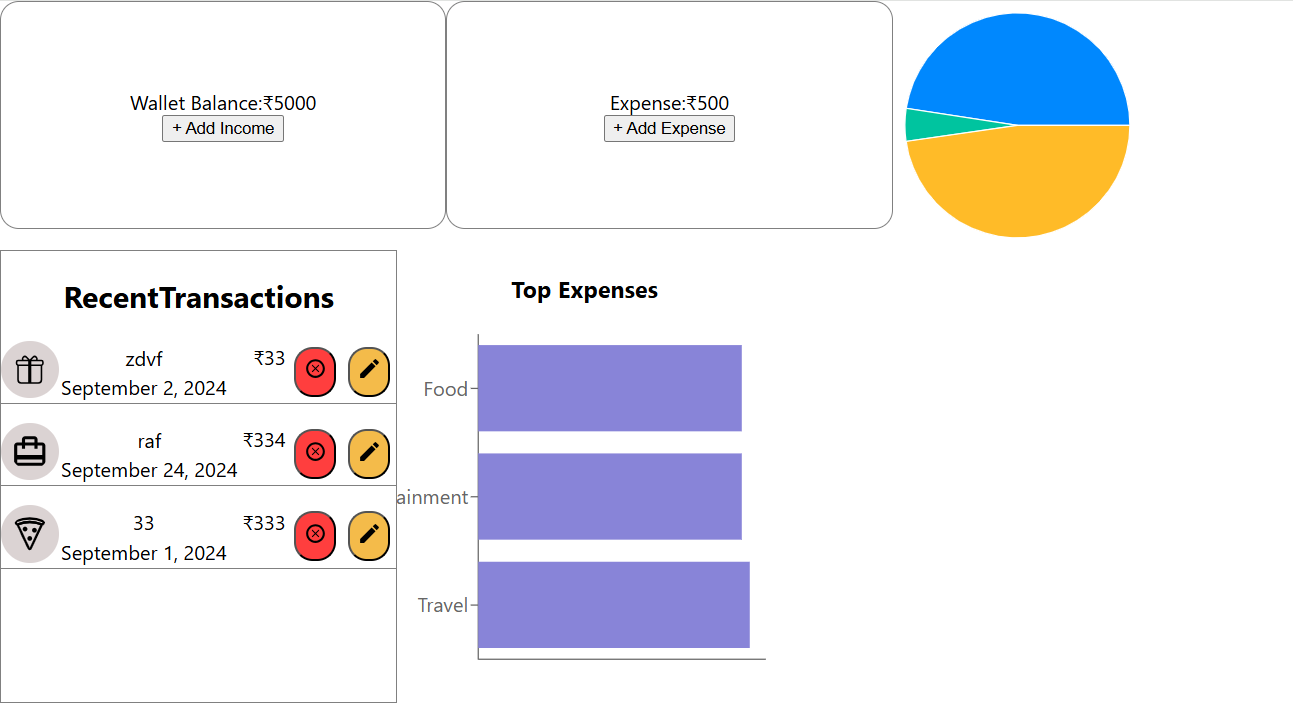 Wallet Balance:₹5000
+ Add Income
Expense:₹500
+ Add Expense
RecentTransactions
zdvf
₹33
September 2, 2024
raf
₹334
September 24, 2024
33
₹333
September 1, 2024
Top Expenses
Food
ainment
Travel